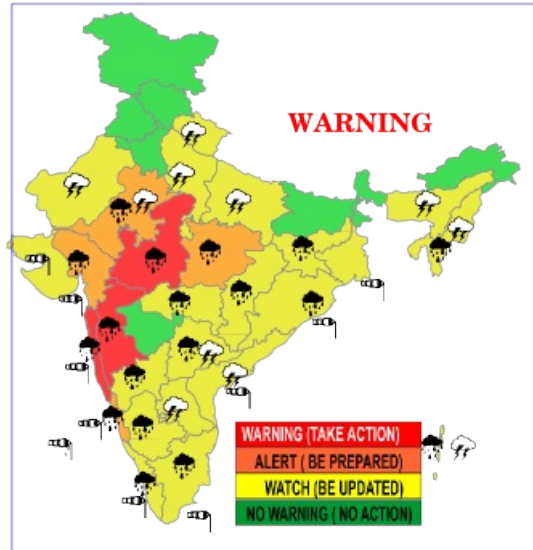 WARNING
WARNING (TAKE ACTION)
ALERT ( BE PREPARED)
WATCH (BE UPDATED)
NO WARNING ( NO ACTION)